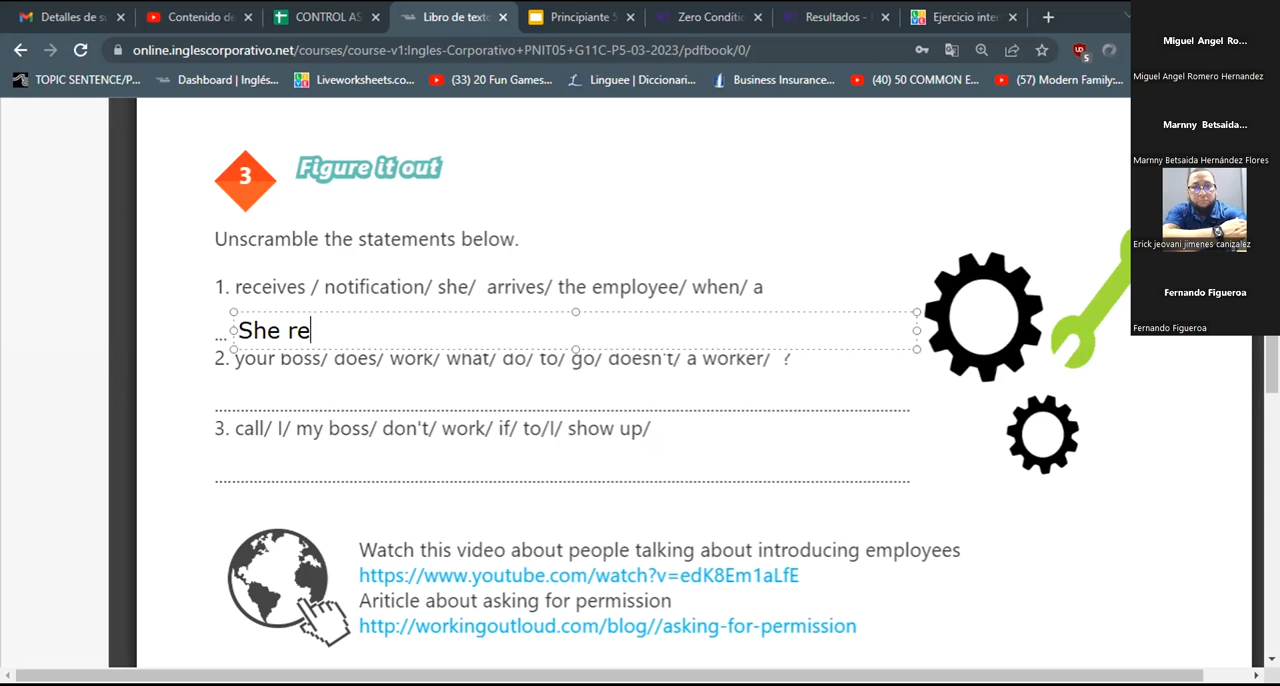 Detalles de su
Contenido de
CONTROL AS
Libro de texto
Principiante 5
Zero Conditi
Resultados -
Ejercicio inte
online.inglescorporativo.net/courses/course-v1:Ingles-Corporativo+PNIT05+G11C-P5-03-2023/pdfbook/0/
TOPIC SENTENCE/P...
Dashboard | Inglés...
Liveworksheets.co...
(33) 20 Fun Games...
Linguee | Diccionari...
Business Insurance...
(40) 50 COMMON E...
(57) Modern Family:...
UD
5
Miguel Angel Ro...
Miguel Angel Romero Hernandez
Marnny Betsaida...
Marnny Betsaida Hernández Flores
Erick jeovani jimenes canizalez
Fernando Figueroa
Fernando Figueroa
3
Figure it out
Unscramble the statements below.
1. receives / notification/ she/ arrives/ the employee/ when/ a
... She re
2. your boss/ does/ work/ what/ do/ to/ go/ doesn't/ a worker/ ?
3. call/ I/ my boss/ don't/ work/ if/ to/I/ show up/
Watch this video about people talking about introducing employees
https://www.youtube.com/watch?v=edK8Em1aLfE
Ariticle about asking for permission
http://workingoutloud.com/blog//asking-for-permission